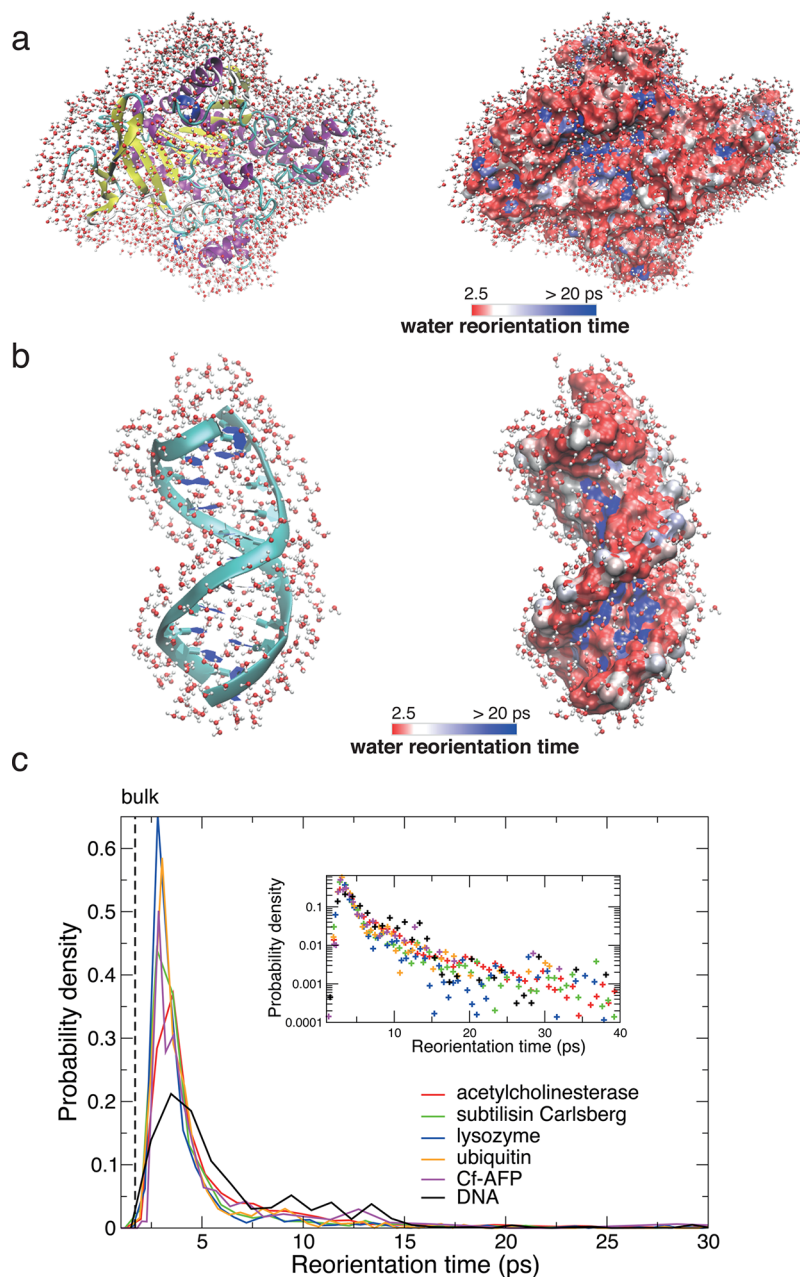 a
2.5 > 20 ps
water reorientation time
b
2.5 > 20 ps
water reorientation time
c
bulk
0.6
0.5
0.4
0.3
0.2
0.1
0
Probability density
5 10 15 20 25 30
Reorientation time (ps)
0.1
0.01
0.001
0.0001
Probability density
10 20 30 40
Reorientation time (ps)
acetylcholinesterase
subtilisin Carlsberg
lysozyme
ubiquitin
Cf-AFP
DNA